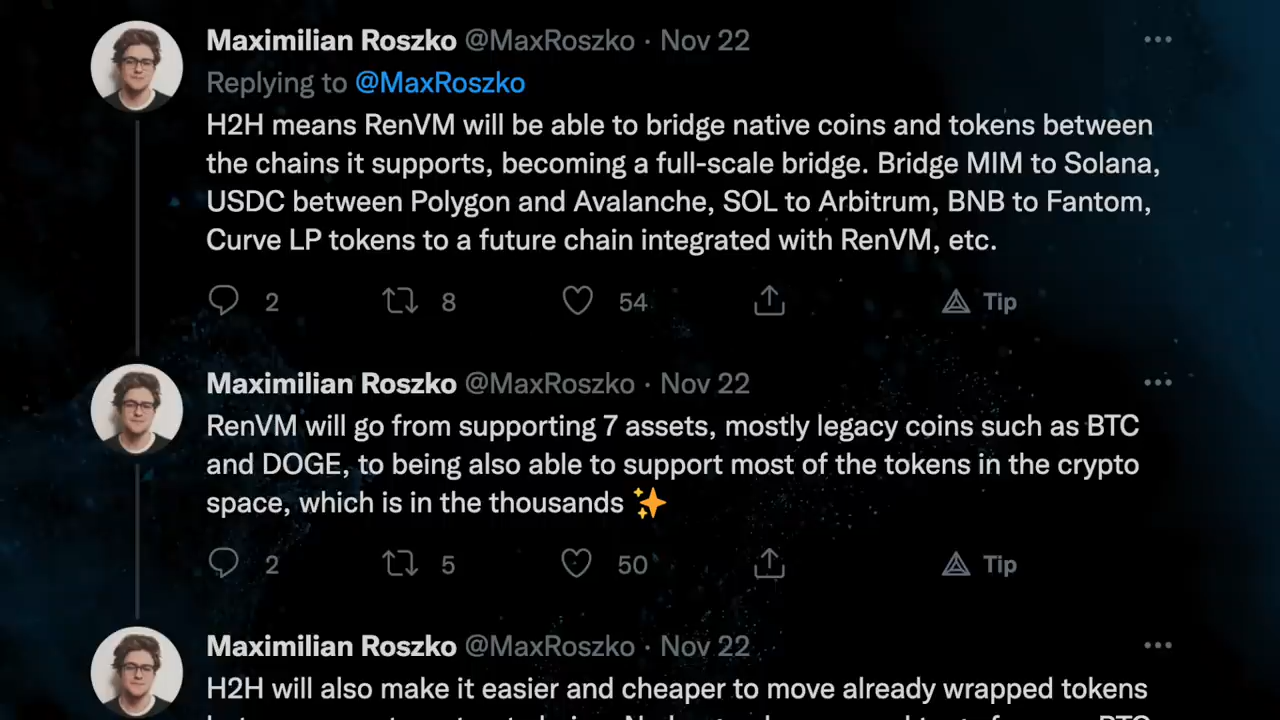 Maximilian Roszko @MaxRoszko · Nov 22
Replying to @MaxRoszko
H2H means RenVM will be able to bridge native coins and tokens between
the chains it supports, becoming a full-scale bridge. Bridge MIM to Solana,
USDC between Polygon and Avalanche, SOL to Arbitrum, BNB to Fantom,
Curve LP tokens to a future chain integrated with RenVM, etc.
2 8 54 Tip
Maximilian Roszko @MaxRoszko · Nov 22
RenVM will go from supporting 7 assets, mostly legacy coins such as BTC
and DOGE, to being also able to support most of the tokens in the crypto
space, which is in the thousands ✨
2 5 50 Tip
Maximilian Roszko @MaxRoszko · Nov 22
H2H will also make it easier and cheaper to move already wrapped tokens